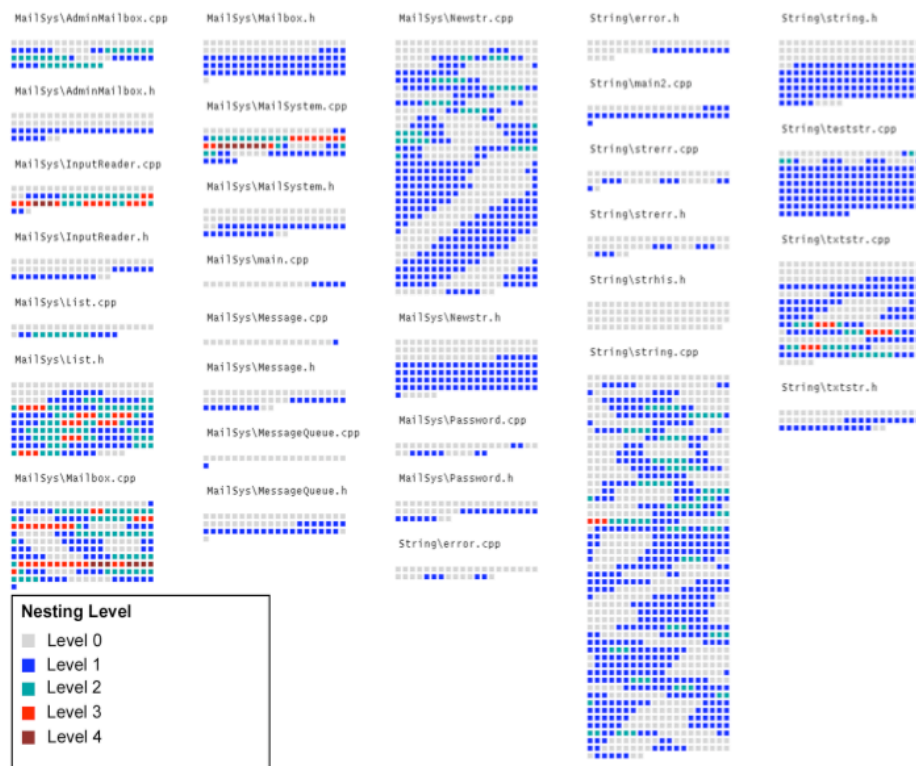 MailSys\AdminMailbox.cpp
MailSys\AdminMailbox.h
MailSys\InputReader.cpp
MailSys\InputReader.h
MailSys\List.cpp
MailSys\List.h
MailSys\Mailbox.cpp
MailSys\Mailbox.h
MailSys\MailSystem.cpp
MailSys\MailSystem.h
MailSys\main.cpp
MailSys\Message.cpp
MailSys\Message.h
MailSys\MessageQueue.cpp
MailSys\MessageQueue.h
MailSys\Newstr.cpp
MailSys\Newstr.h
MailSys\Password.cpp
MailSys\Password.h
String\error.cpp
String\error.h
String\main2.cpp
String\strerr.cpp
String\strerr.h
String\strhis.h
String\string.cpp
String\string.h
String\teststr.cpp
String\txtstr.cpp
String\txtstr.h
Nesting Level
Level 0
Level 1
Level 2
Level 3
Level 4